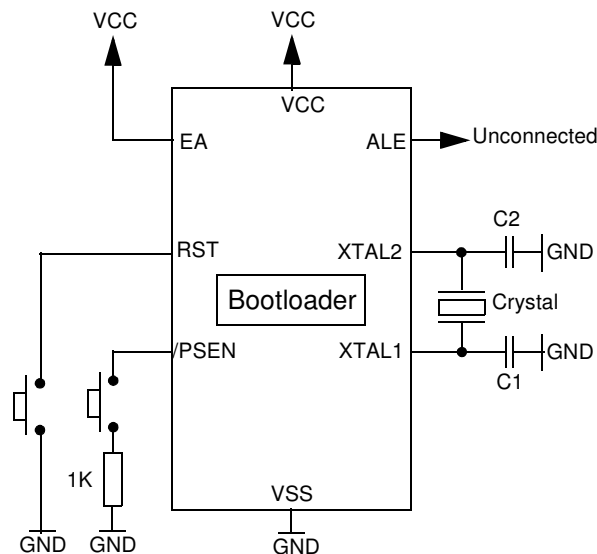 VCC
VCC
VCC
EA
ALE
Unconnected
C2
RST
XTAL2
GND
Bootloader
Crystal
/PSEN
XTAL1
GND
C1
1K
VSS
GND
GND
GND